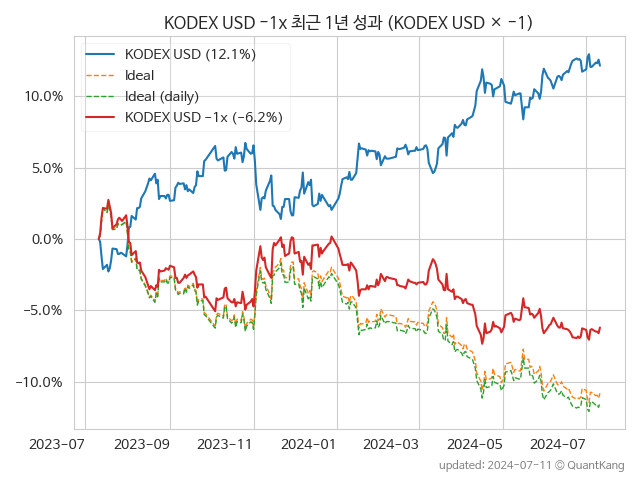 KODEX USD −1x 최근 1년 성과 (KODEX USD × −1)
KODEX USD (12.1%)
Ideal
Ideal (daily)
KODEX USD −1x (−6.2%)
10.0%
5.0%
0.0%
−5.0%
−10.0%
2023−07
2023−09
2023−11
2024−01
2024−03
2024−05
2024−07
updated: 2024−07−11 © QuantKang